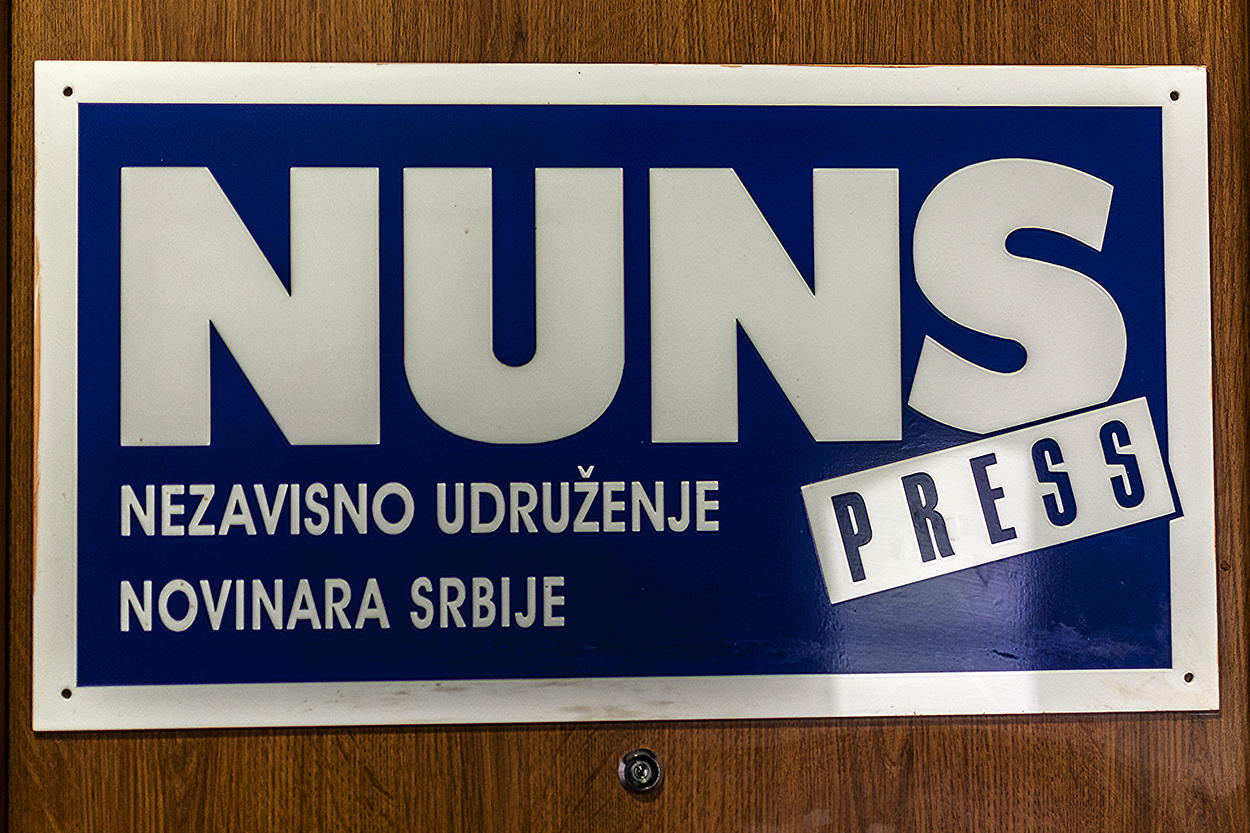 NUNS
PRESS
NEZAVISNO UDRUŽENJE
NOVINARA SRBIJE